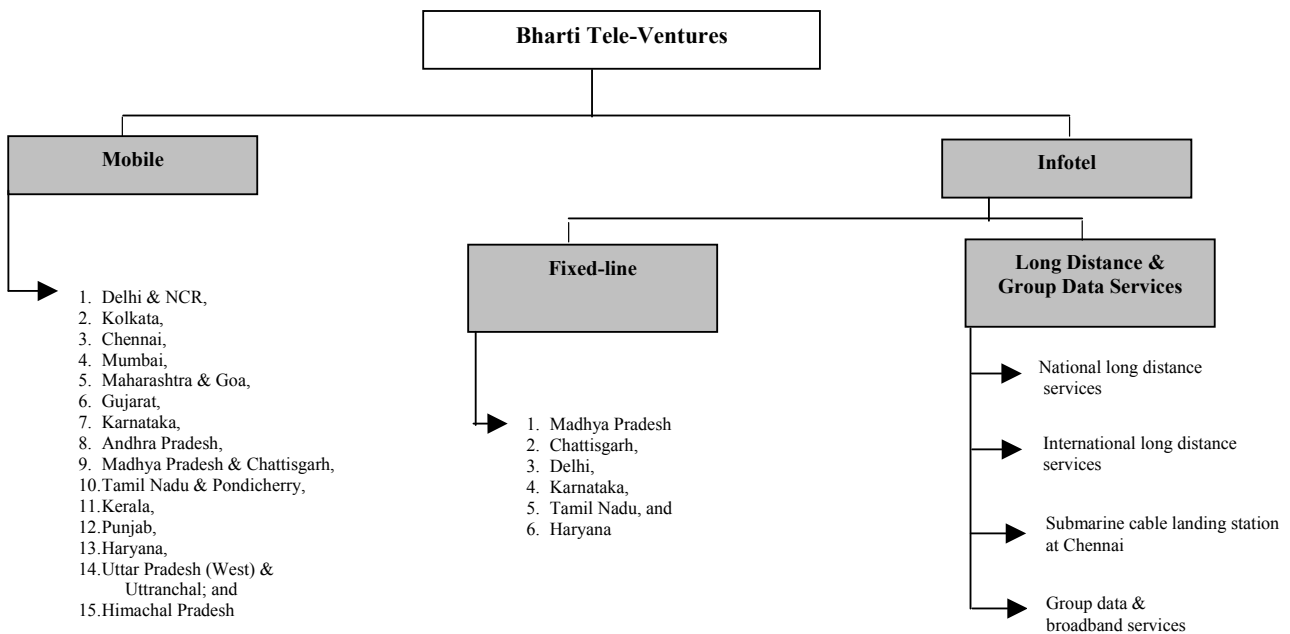 Bharti Tele-Ventures
Mobile
Infotel
Fixed-line
Long Distance &
Group Data Services
1. Delhi & NCR,
2. Kolkata,
3. Chennai,
4. Mumbai,
5. Maharashtra & Goa,
6. Gujarat,
7. Karnataka,
8. Andhra Pradesh,
9. Madhya Pradesh & Chattisgarh,
10.Tamil Nadu & Pondicherry,
11.Kerala,
12.Punjab,
13.Haryana,
14.Uttar Pradesh (West) &
Uttranchal; and
15.Himachal Pradesh
1. Madhya Pradesh
2. Chattisgarh,
3. Delhi,
4. Karnataka,
5. Tamil Nadu, and
6. Haryana
National long distance
services
International long distance
services
Submarine cable landing station
at Chennai
Group data &
broadband services